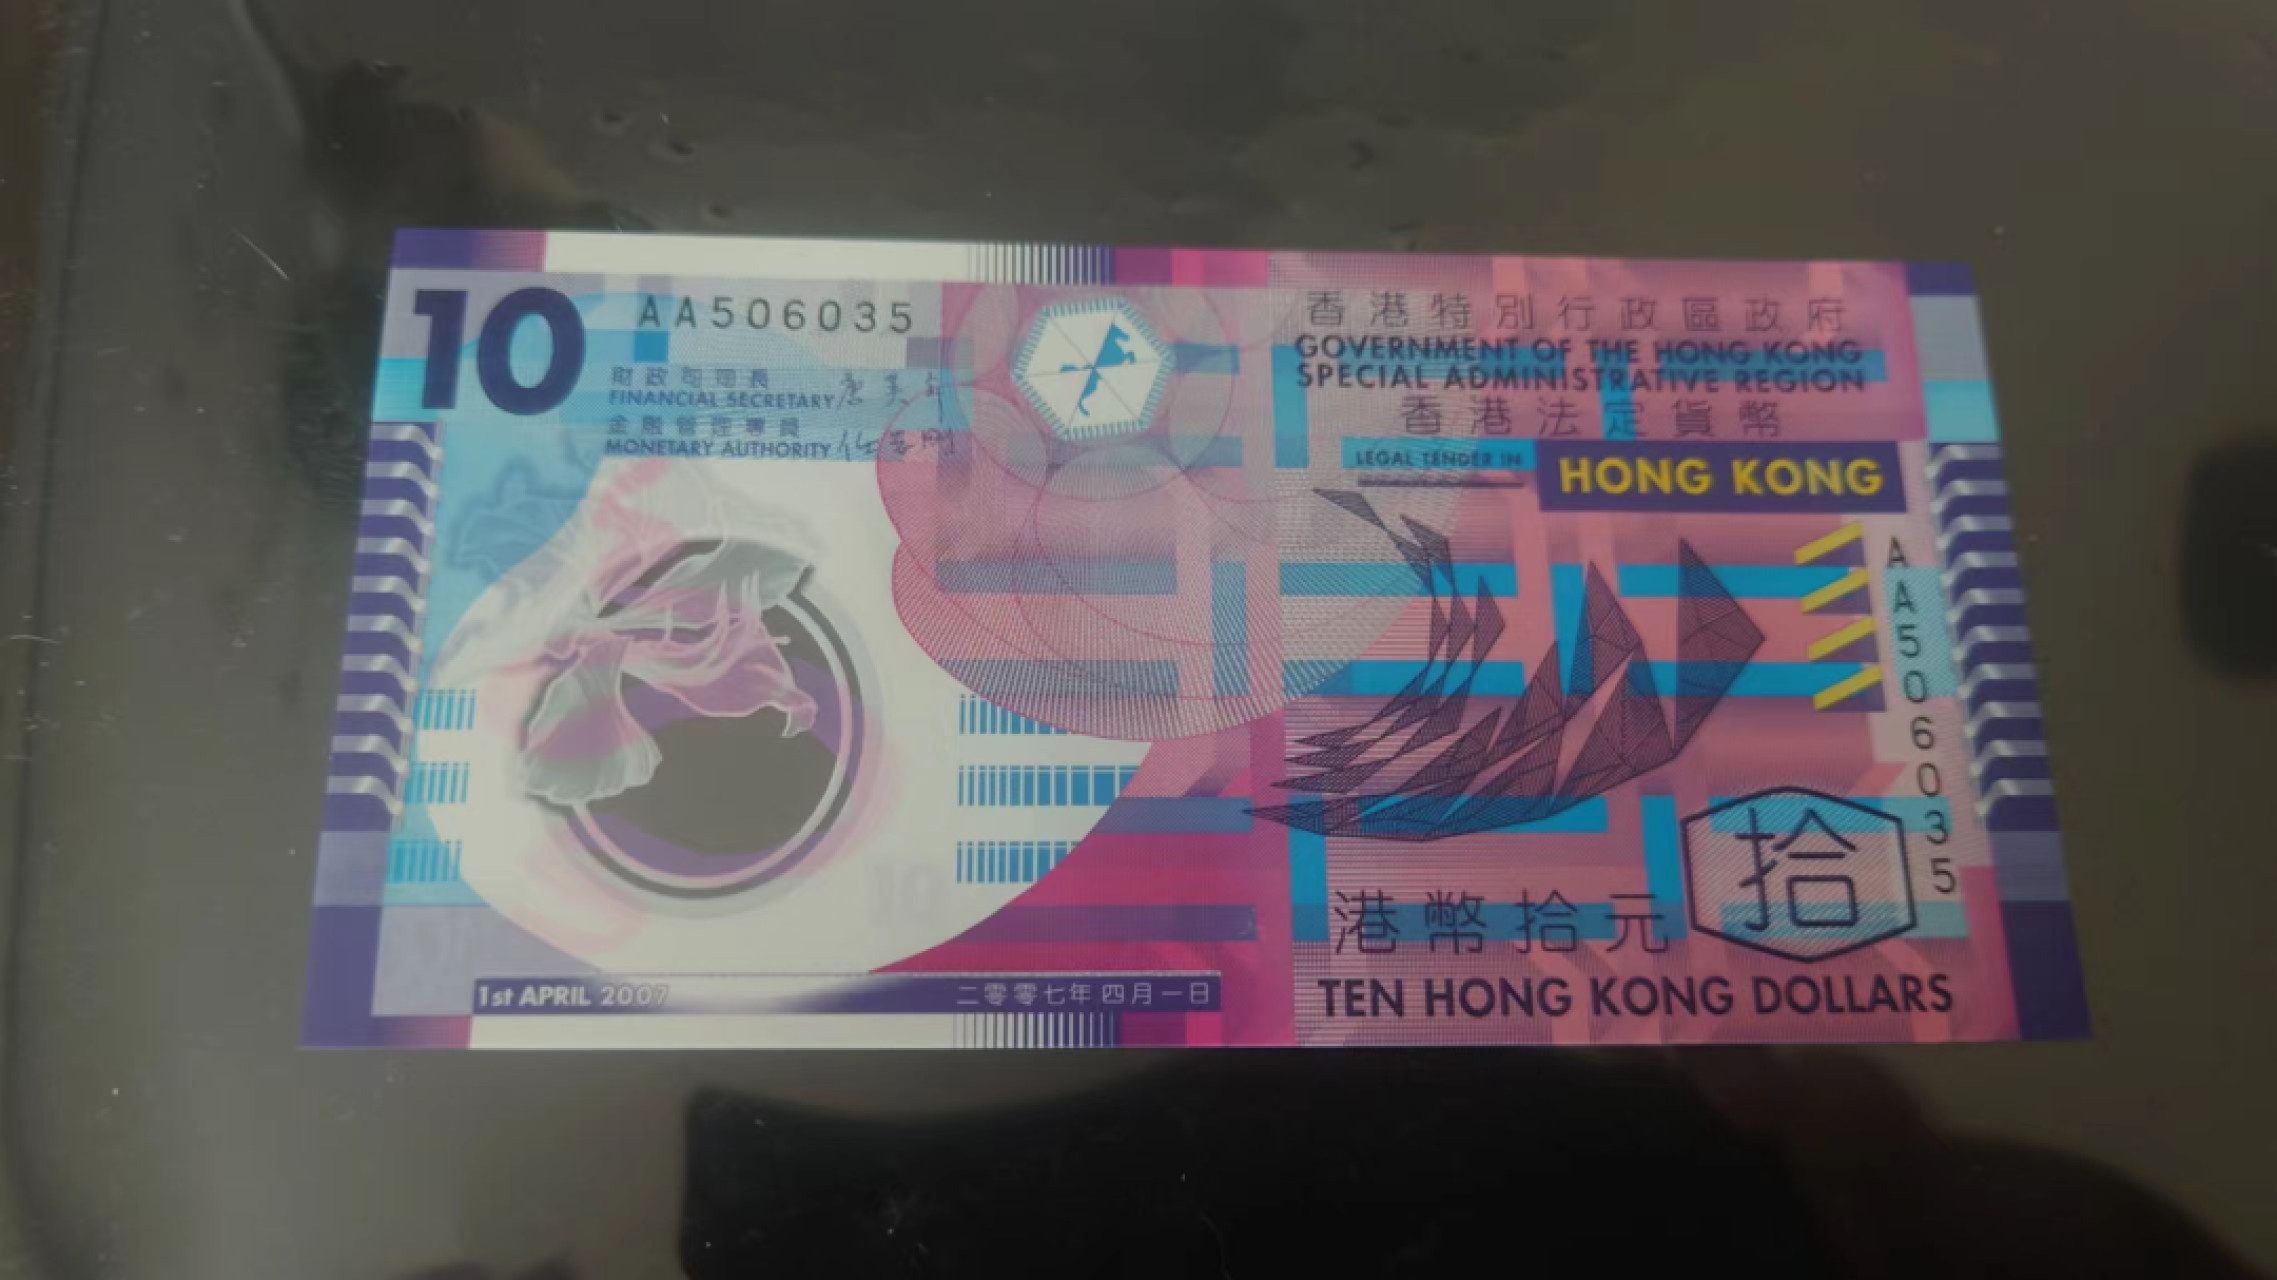 10
AA506035
財政司司長
FINANCIAL SECRETARY
金融管理專員
MONETARY AUTHORITY
香港特別行政區政府
GOVERNMENT OF THE HONG KONG
SPECIAL ADMINISTRATIVE REGION
香港法定貨幣
LEGAL TENDER IN
HONG KONG
AA506035
拾
港幣拾元
TEN HONG KONG DOLLARS
1st APRIL 2007
二零零七年四月一日